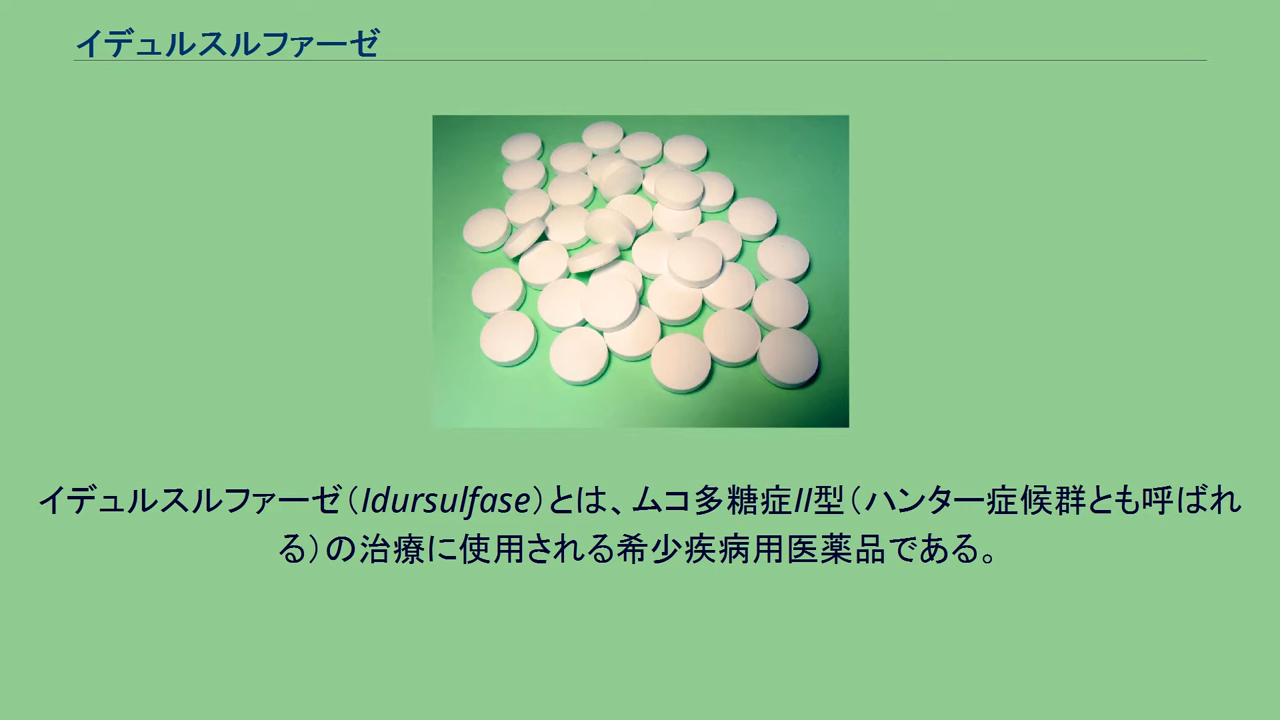 イデュルスルファーゼ
イデュルスルファーゼ（Idursulfase）とは、ムコ多糖症II型（ハンター症候群とも呼ばれ
る）の治療に使用される希少疾病用医薬品である。